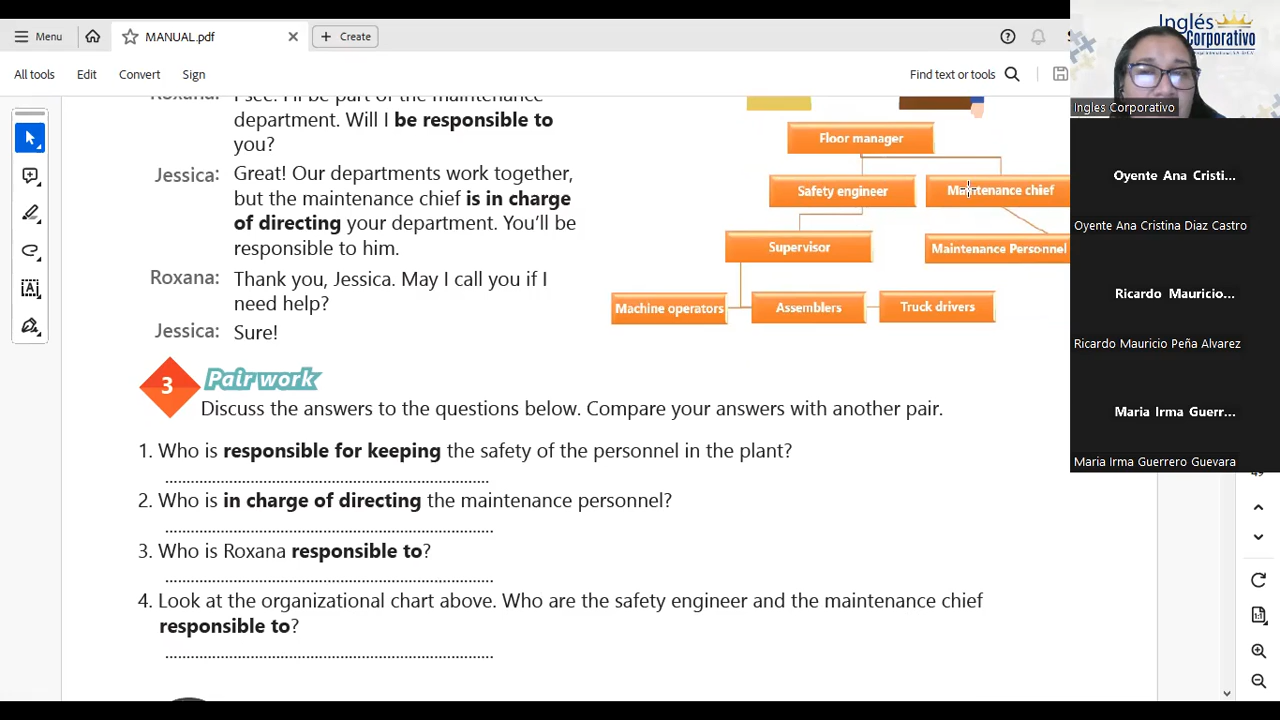 Menu
MANUAL.pdf
Create
All tools
Edit
Convert
Sign
Find text or tools
Inglés
Corporativo
Ingles Corporativo
Roxana: I see. I'll be part of the maintenance
department. Will I be responsible to
you?
Jessica: Great! Our departments work together,
but the maintenance chief is in charge
of directing your department. You'll be
responsible to him.
Roxana: Thank you, Jessica. May I call you if I
need help?
Jessica: Sure!
Floor manager
Safety engineer
Maintenance chief
Supervisor
Maintenance Personnel
Machine operators
Assemblers
Truck drivers
3 Pair work
Discuss the answers to the questions below. Compare your answers with another pair.
1. Who is responsible for keeping the safety of the personnel in the plant?
2. Who is in charge of directing the maintenance personnel?
3. Who is Roxana responsible to?
4. Look at the organizational chart above. Who are the safety engineer and the maintenance chief
responsible to?
Oyente Ana Cristi...
Oyente Ana Cristina Diaz Castro
Ricardo Mauricio...
Ricardo Mauricio Peña Alvarez
Maria Irma Guerr...
Maria Irma Guerrero Guevara